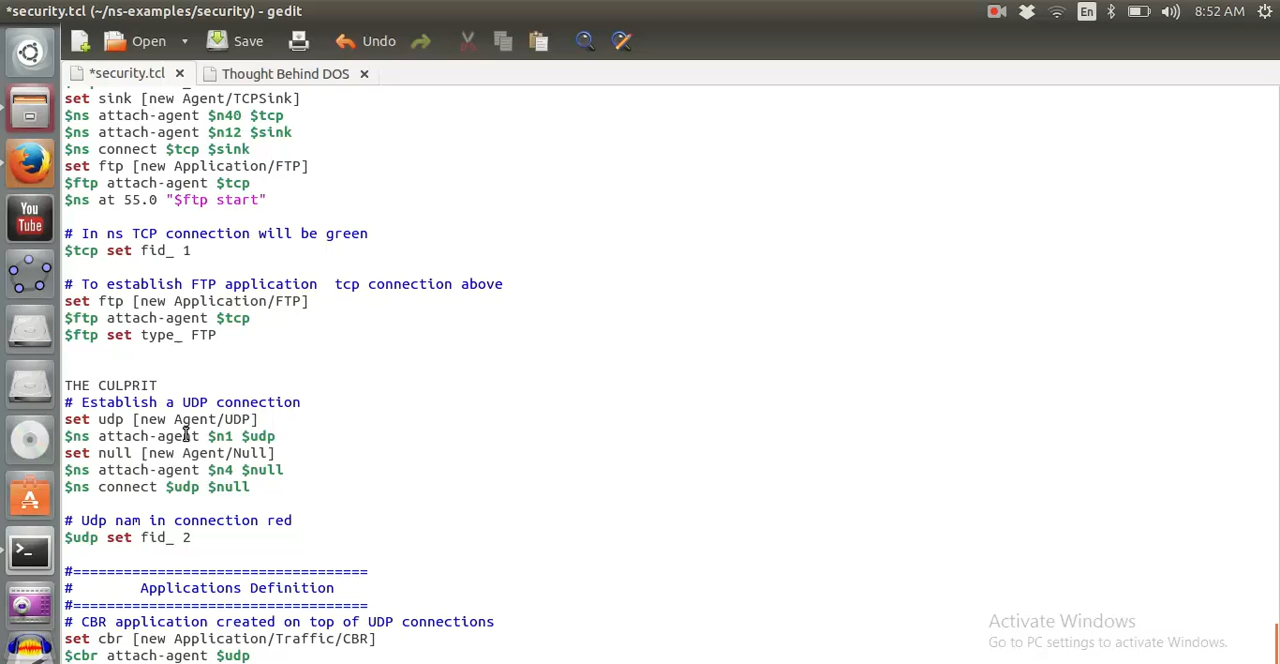 *security.tcl (~/ns-examples/security) - gedit
En
8:52 AM
Open
Save
Undo
*security.tcl
Thought Behind DOS
set sink [new Agent/TCPSink]
$ns attach-agent $n40 $tcp
$ns attach-agent $n12 $sink
$ns connect $tcp $sink
set ftp [new Application/FTP]
$ftp attach-agent $tcp
$ns at 55.0 "$ftp start"
# In ns TCP connection will be green
$tcp set fid_ 1
# To establish FTP application  tcp connection above
set ftp [new Application/FTP]
$ftp attach-agent $tcp
$ftp set type_ FTP
THE CULPRIT
# Establish a UDP connection
set udp [new Agent/UDP]
$ns attach-agent $n1 $udp
set null [new Agent/Null]
$ns attach-agent $n4 $null
$ns connect $udp $null
# Udp nam in connection red
$udp set fid_ 2
#===================================
#        Applications Definition
#===================================
# CBR application created on top of UDP connections
set cbr [new Application/Traffic/CBR]
$cbr attach-agent $udp
You
Tube
Activate Windows
Go to PC settings to activate Windows.